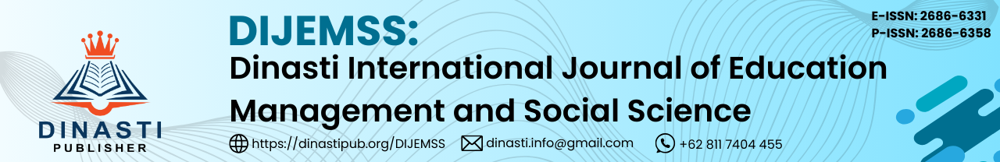 DIJEMSS:
Dinasti International Journal of Education
Management and Social Science
https://dinastipub.org/DIJEMSS dinasti.info@gmail.com +62 811 7404 455
E-ISSN: 2686-6331
P-ISSN: 2686-6358
DINASTI
PUBLISHER